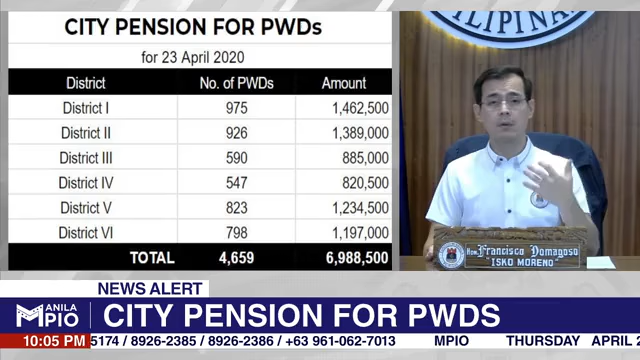 CITY PENSION FOR PWDs
for 23 April 2020
District No. of PWDs Amount
District I 975 1,462,500
District II 926 1,389,000
District III 590 885,000
District IV 547 820,500
District V 823 1,234,500
District VI 798 1,197,000
TOTAL 4,659 6,988,500
ILIPINAS
Hon. Francisco Domagoso
"ISKO MORENO"
NEWS ALERT
MANILA
MPIO
CITY PENSION FOR PWDS
10:05 PM 5174 / 8926-2385 / 8926-2386 / +63 961-062-7013 MPIO THURSDAY APRIL 2